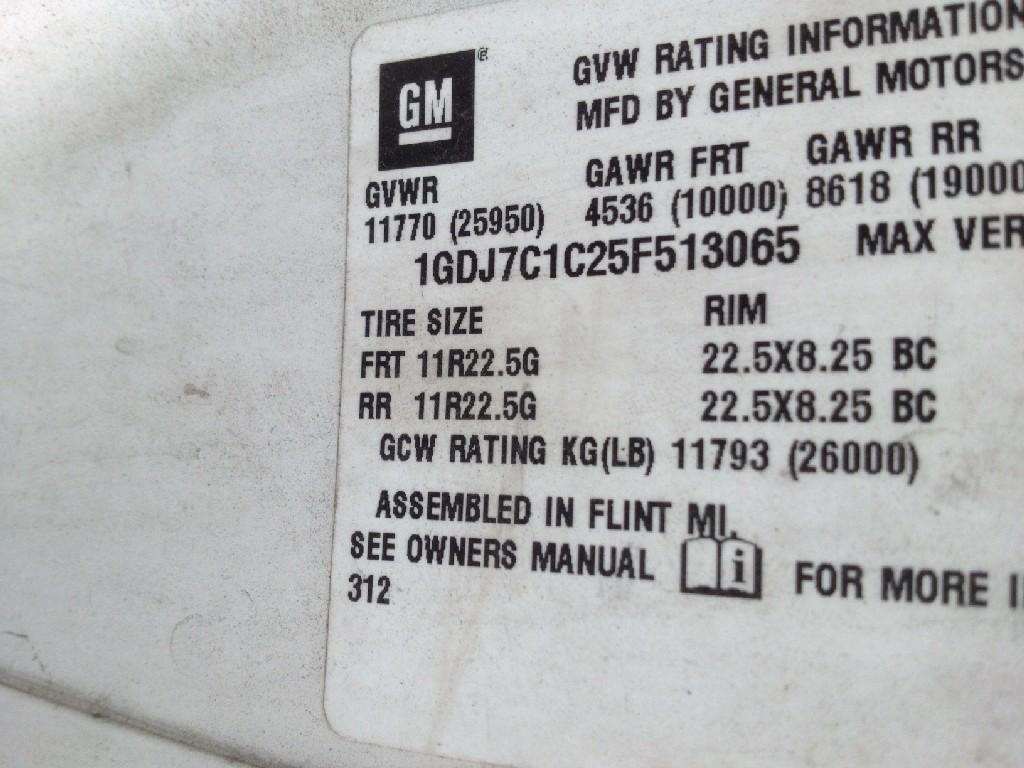 GM®
GVW RATING INFORMATION
MFD BY GENERAL MOTORS
GVWR GAWR FRT GAWR RR
11770 (25950) 4536 (10000) 8618 (19000
1GDJ7C1C25F513065 MAX VER
TIRE SIZE RIM
FRT 11R22.5G 22.5X8.25 BC
RR 11R22.5G 22.5X8.25 BC
GCW RATING KG(LB) 11793 (26000)
ASSEMBLED IN FLINT MI.
SEE OWNERS MANUAL i FOR MORE
312